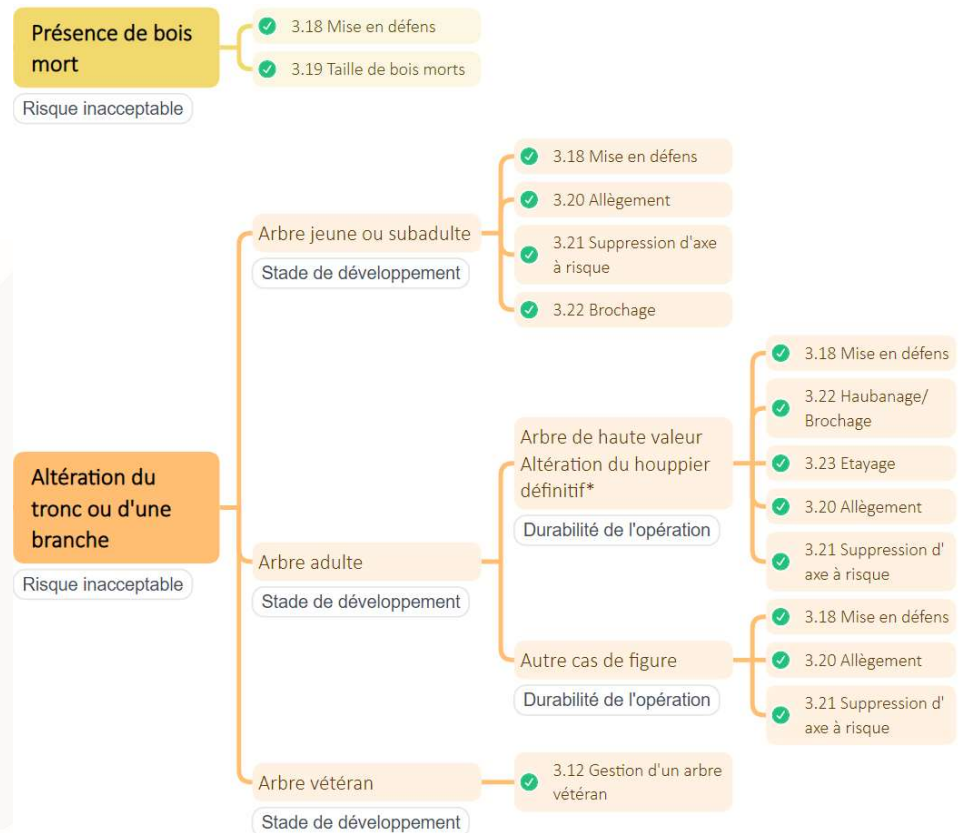 Présence de bois
mort
Risque inacceptable
3.18 Mise en défens
3.19 Taille de bois morts
Altération du
tronc ou d'une
branche
Risque inacceptable
Arbre jeune ou subadulte
Stade de développement
3.18 Mise en défens
3.20 Allègement
3.21 Suppression d'axe
à risque
3.22 Brochage
Arbre adulte
Stade de développement
Arbre de haute valeur
Altération du houppier
définitif*
Durabilité de l'opération
3.18 Mise en défens
3.22 Haubanage/
Brochage
3.23 Etayage
3.20 Allègement
3.21 Suppression d'
axe à risque
Autre cas de figure
Durabilité de l'opération
3.18 Mise en défens
3.20 Allègement
3.21 Suppression d'
axe à risque
Arbre vétéran
Stade de développement
3.12 Gestion d'un arbre
vétéran